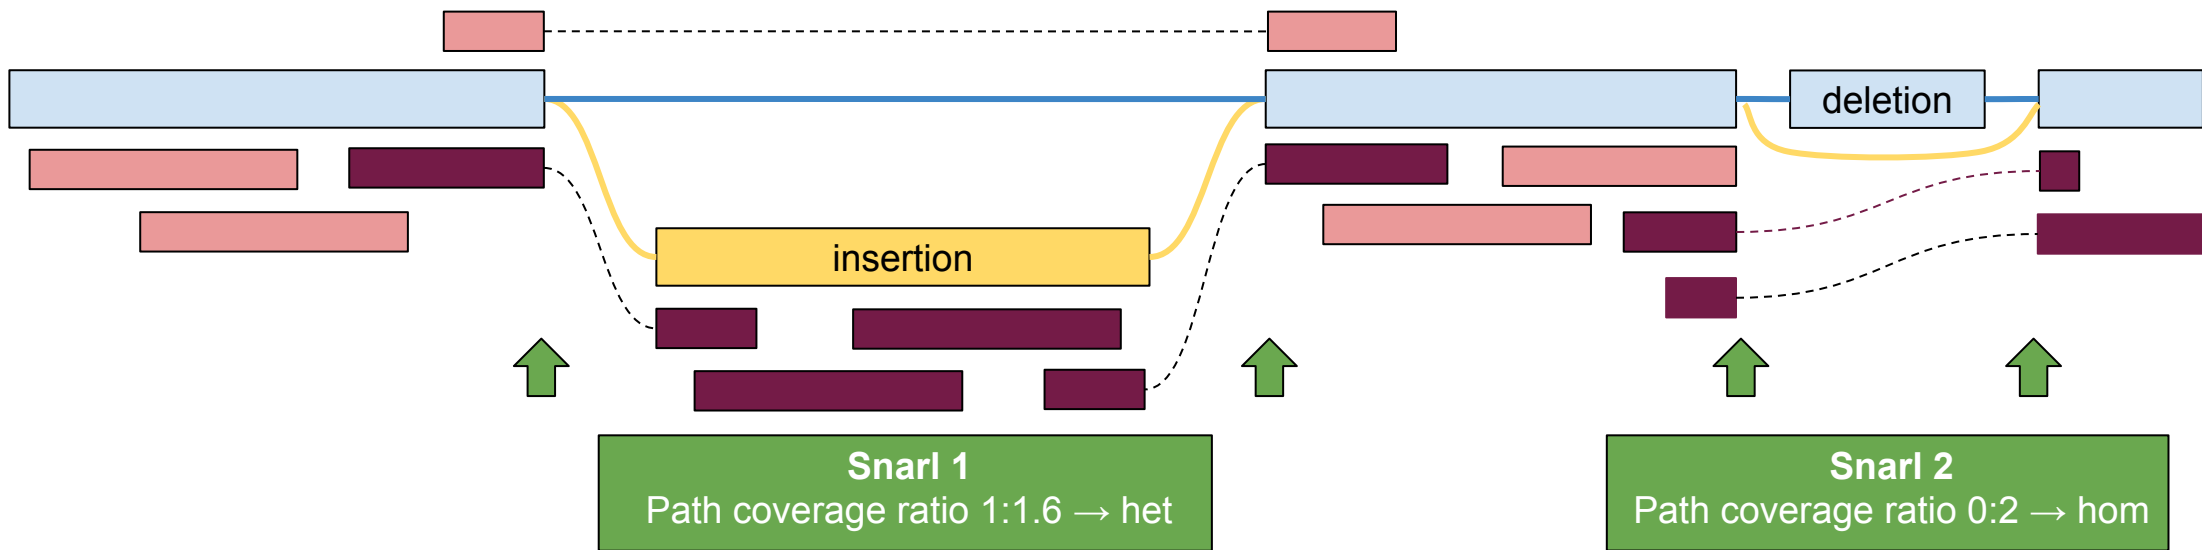 deletion
insertion
Snarl 1
Path coverage ratio 1:1.6 → het
Snarl 2
Path coverage ratio 0:2 → hom